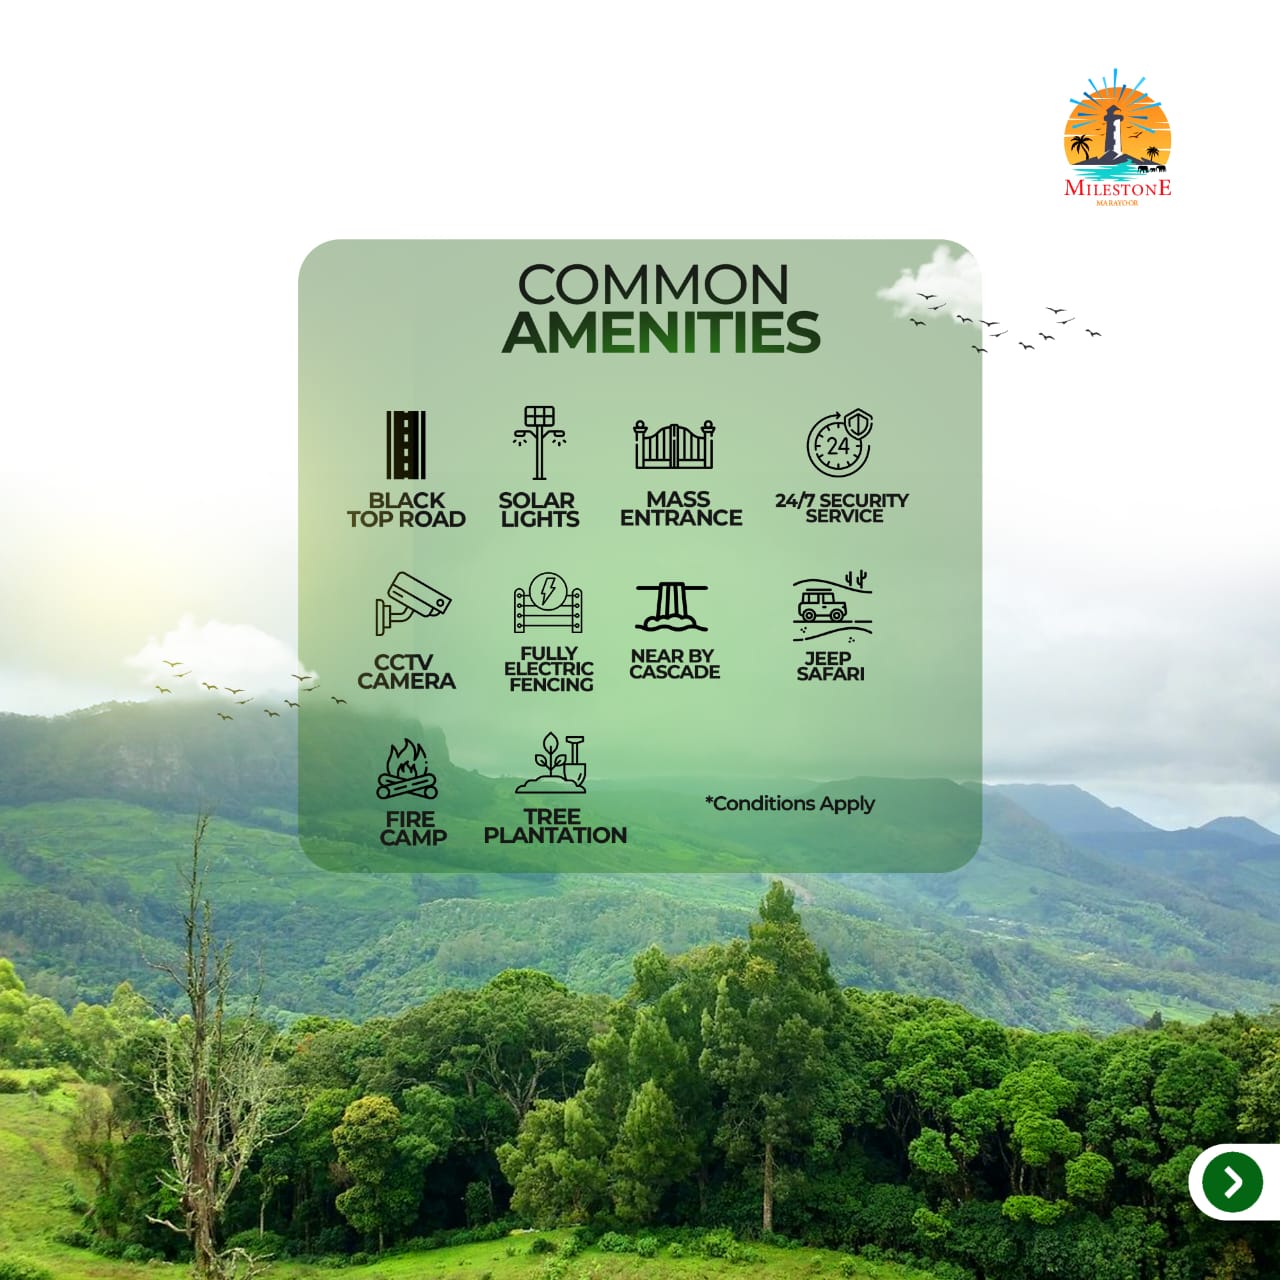 MILESTONE
MARAYOOR
COMMON
AMENITIES
BLACK
TOP ROAD
SOLAR
LIGHTS
MASS
ENTRANCE
24
24/7 SECURITY
SERVICE
CCTV
CAMERA
FULLY
ELECTRIC
FENCING
NEAR BY
CASCADE
JEEP
SAFARI
FIRE
CAMP
TREE
PLANTATION
*Conditions Apply